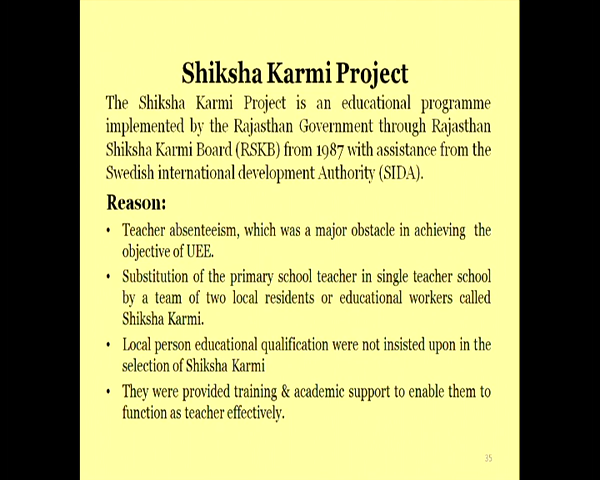 Shiksha Karmi Project
The Shiksha Karmi Project is an educational programme
implemented by the Rajasthan Government through Rajasthan
Shiksha Karmi Board (RSKB) from 1987 with assistance from the
Swedish international development Authority (SIDA).
Reason:
• Teacher absenteeism, which was a major obstacle in achieving the
objective of UEE.
• Substitution of the primary school teacher in single teacher school
by a team of two local residents or educational workers called
Shiksha Karmi.
• Local person educational qualification were not insisted upon in the
selection of Shiksha Karmi
• They were provided training & academic support to enable them to
function as teacher effectively.
35